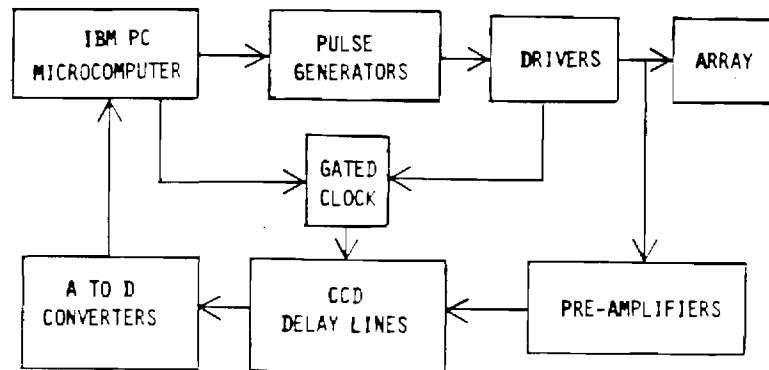 IBM PC
MICROCOMPUTER
PULSE
GENERATORS
DRIVERS
ARRAY
GATED
CLOCK
A TO D
CONVERTERS
CCD
DELAY LINES
PRE-AMPLIFIERS